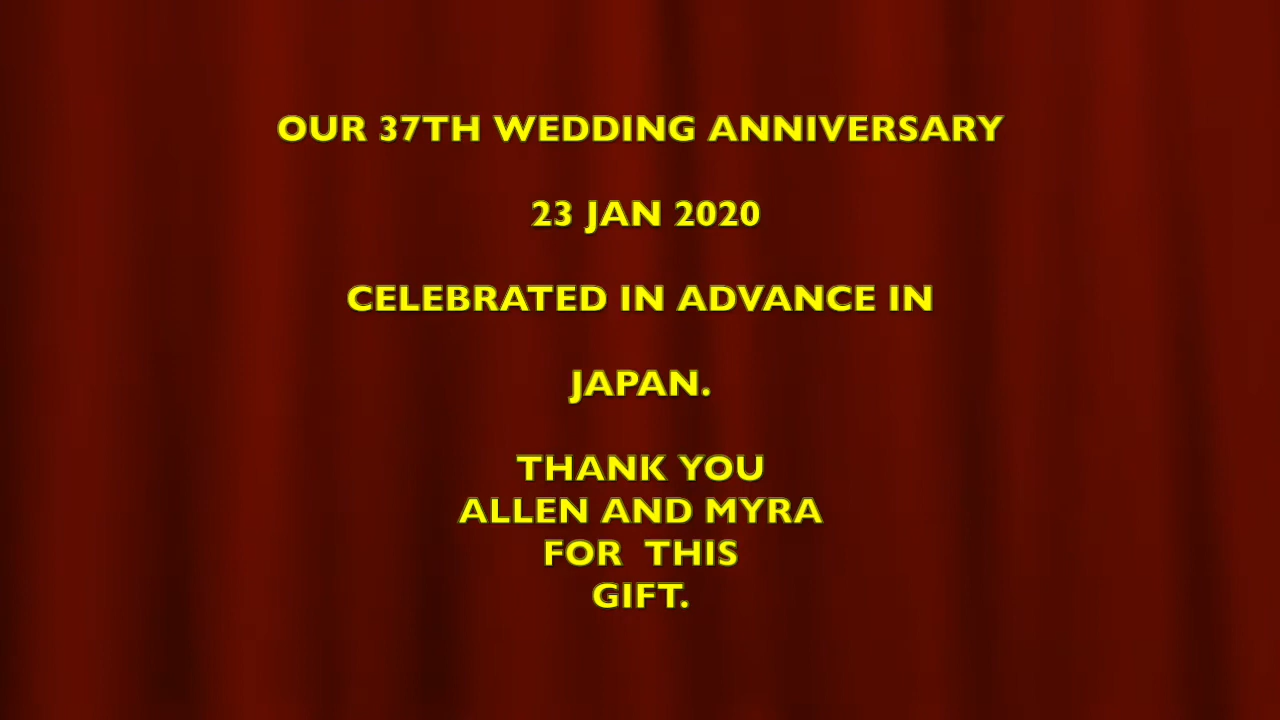 OUR 37TH WEDDING ANNIVERSARY
23 JAN 2020
CELEBRATED IN ADVANCE IN
JAPAN.
THANK YOU
ALLEN AND MYRA
FOR  THIS
GIFT.